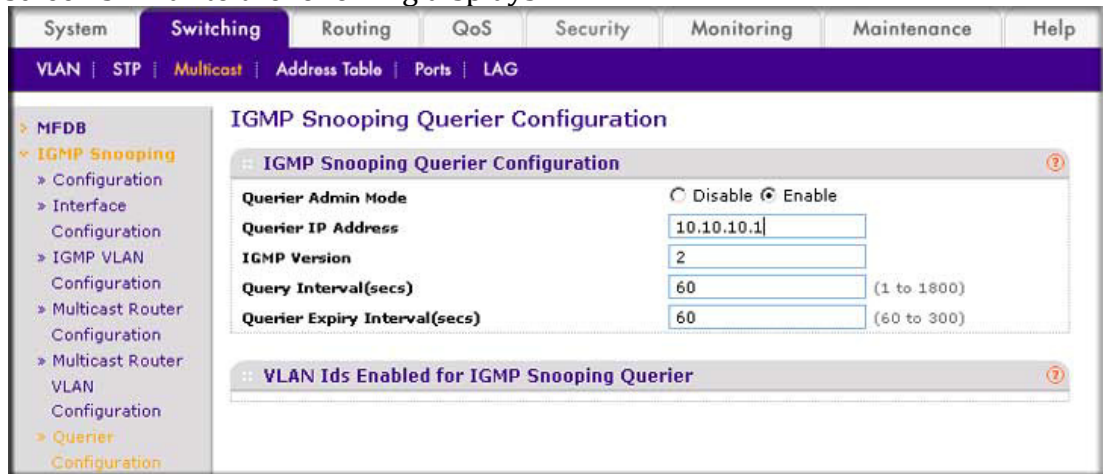 System Switching Routing QoS Security Monitoring Maintenance Help
VLAN | STP | Multicast | Address Table | Ports | LAG
MFDB
IGMP Snooping
» Configuration
» Interface
Configuration
» IGMP VLAN
Configuration
» Multicast Router
Configuration
» Multicast Router
VLAN
Configuration
» Querier
Configuration
IGMP Snooping Querier Configuration
IGMP Snooping Querier Configuration
Querier Admin Mode Disable Enable
Querier IP Address 10.10.10.1
IGMP Version 2
Query Interval(secs) 60 (1 to 1800)
Querier Expiry Interval(secs) 60 (60 to 300)
VLAN Ids Enabled for IGMP Snooping Querier